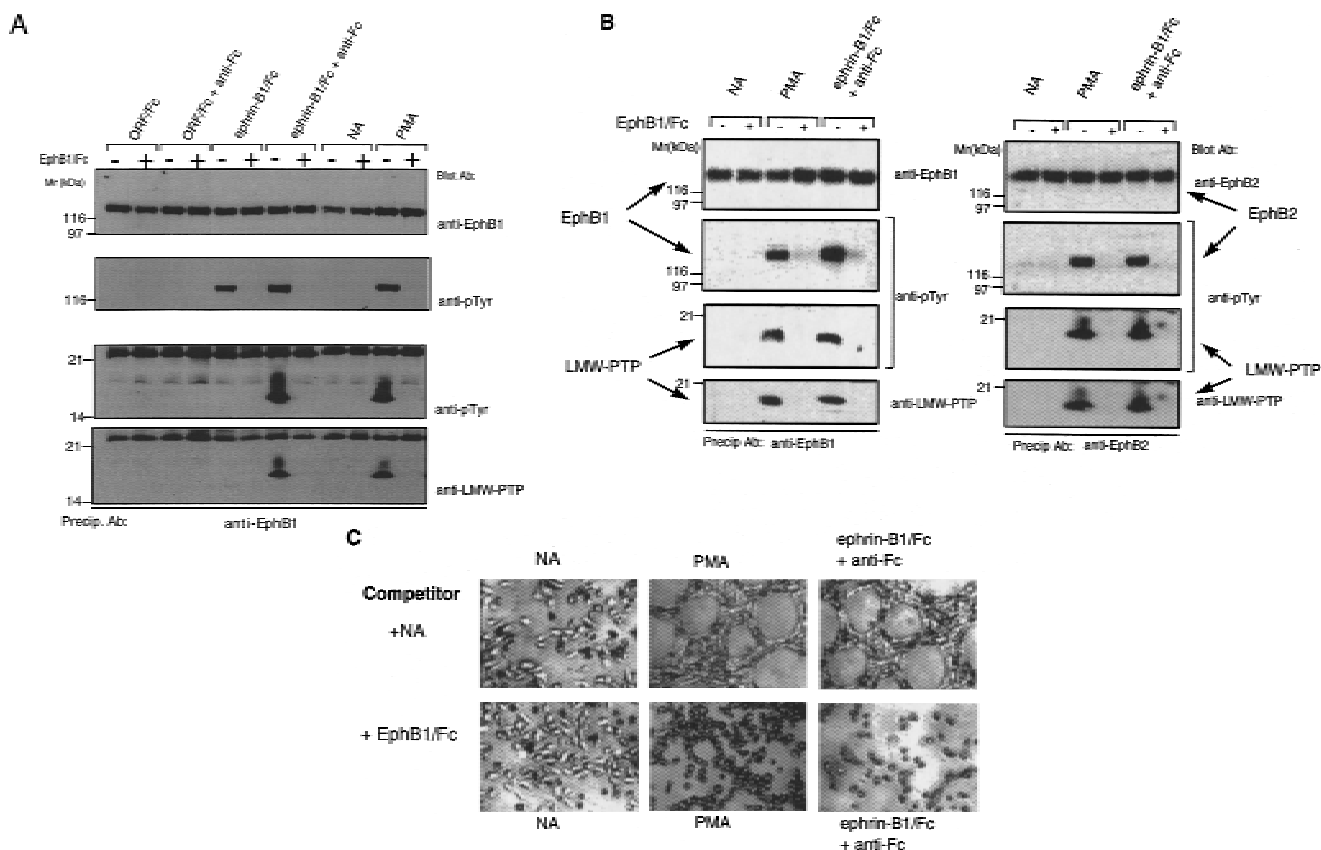 A
ORF/Fc
ORF/Fc + anti-Fc
ephrin-B1/Fc
ephrin-B1/Fc + anti-Fc
NA
PMA
EphB1/Fc
- + - + - + - + - + - +
Mr(kDa)
Blot Ab:
116
97
anti-EphB1
116
anti-pTyr
21
14
anti-pTyr
21
14
anti-LMW-PTP
Precip. Ab:
anti-EphB1
B
NA
PMA
ephrin-B1/Fc
+ anti-Fc
EphB1/Fc
- + - + - +
Mr(kDa)
116
97
anti-EphB1
EphB1
116
97
anti-pTyr
21
LMW-PTP
21
anti-LMW-PTP
Precip Ab: anti-EphB1
NA
PMA
ephrin-B1/Fc
+ anti-Fc
- + - + - +
Mr(kDa)
Blot Ab:
116
97
anti-EphB2
EphB2
116
97
anti-pTyr
21
LMW-PTP
21
anti-LMW-PTP
Precip Ab: anti-EphB2
C
NA
PMA
ephrin-B1/Fc
+ anti-Fc
Competitor
+NA
+ EphB1/Fc
NA
PMA
ephrin-B1/Fc
+ anti-Fc